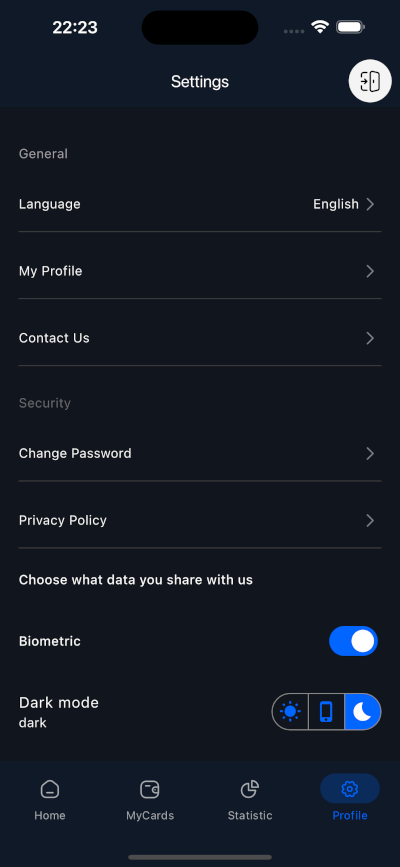 22:23
Settings
General
Language English
My Profile
Contact Us
Security
Change Password
Privacy Policy
Choose what data you share with us
Biometric
Dark mode
dark
Home MyCards Statistic Profile